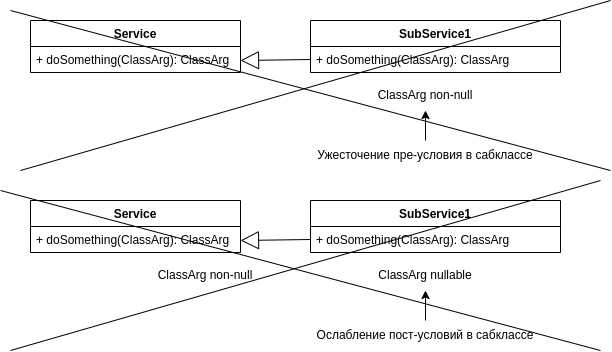 Service
SubService1
+ doSomething(ClassArg): ClassArg
+ doSomething(ClassArg): ClassArg
ClassArg non-null
Ужесточение пре-условия в сабклассе
Service
SubService1
+ doSomething(ClassArg): ClassArg
+ doSomething(ClassArg): ClassArg
ClassArg non-null
ClassArg nullable
Ослабление пост-условий в сабклассе